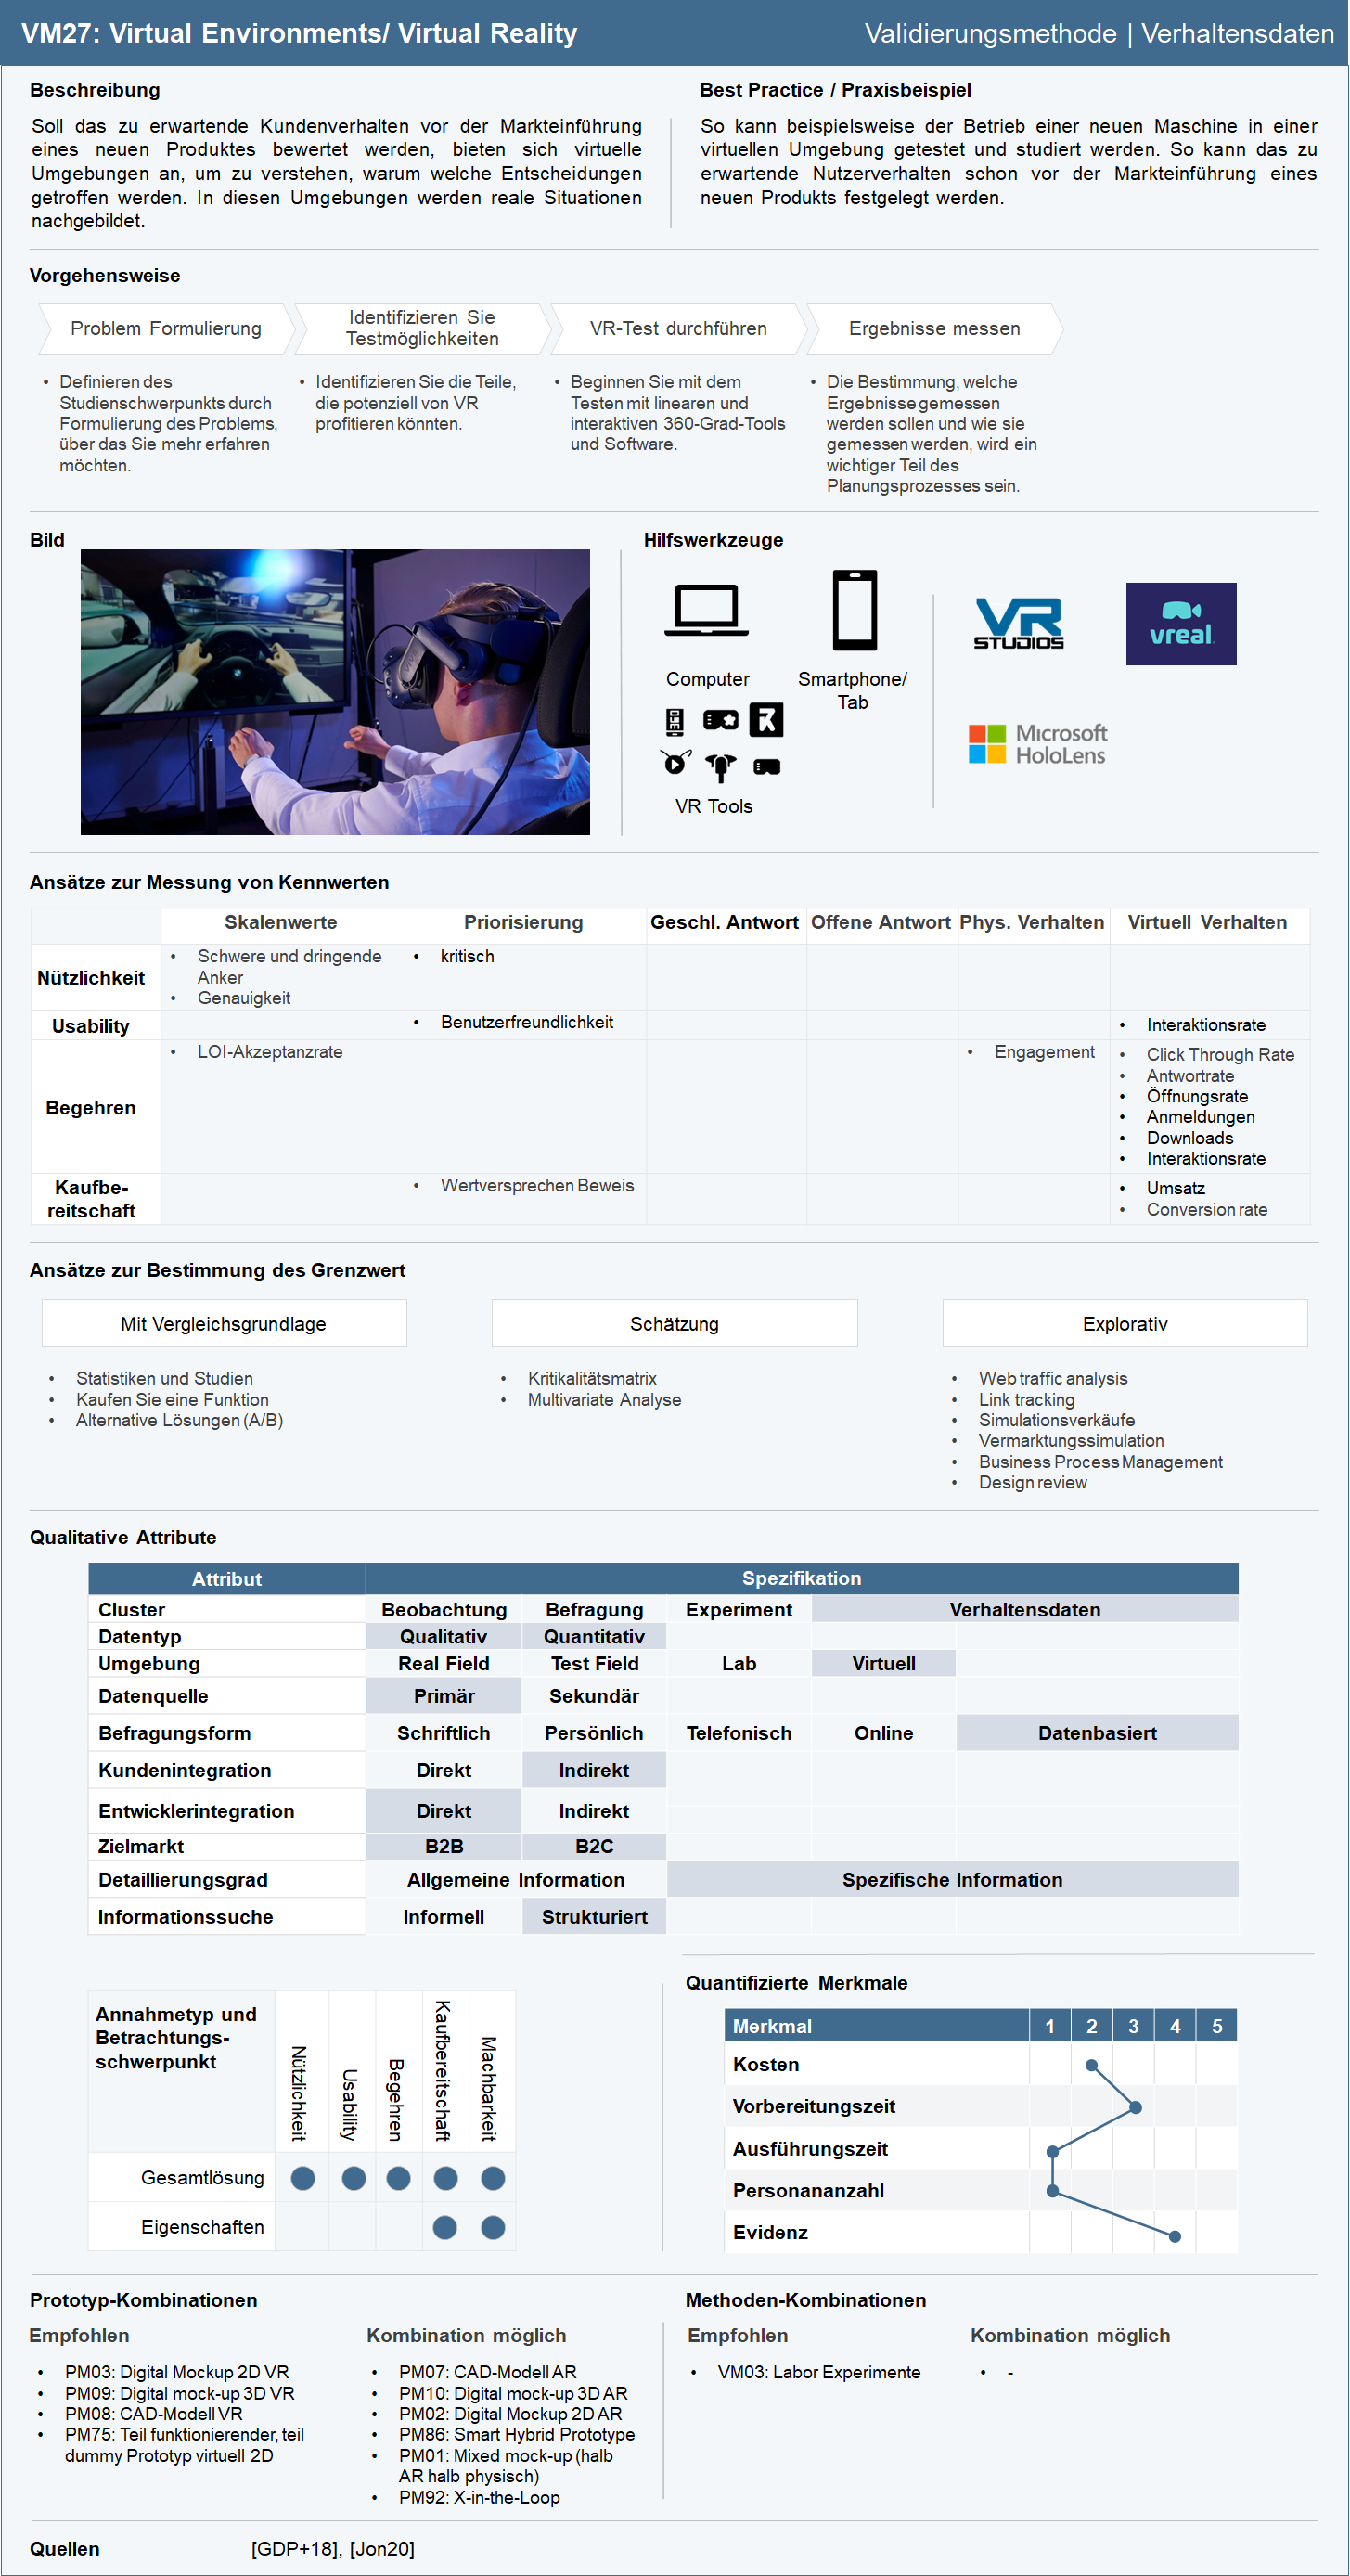 VM27: Virtual Environments/ Virtual Reality
Validierungsmethode | Verhaltensdaten
Beschreibung
Soll das zu erwartende Kundenverhalten vor der Markteinführung
eines neuen Produktes bewertet werden, bieten sich virtuelle
Umgebungen an, um zu verstehen, warum welche Entscheidungen
getroffen werden. In diesen Umgebungen werden reale Situationen
nachgebildet.
Best Practice / Praxisbeispiel
So kann beispielsweise der Betrieb einer neuen Maschine in einer
virtuellen Umgebung getestet und studiert werden. So kann das zu
erwartende Nutzerverhalten schon vor der Markteinführung eines
neuen Produkts festgelegt werden.
Vorgehensweise
Problem Formulierung
Identifizieren Sie
Testmöglichkeiten
VR-Test durchführen
Ergebnisse messen
• Definieren des
Studienschwerpunkts durch
Formulierung des Problems,
über das Sie mehr erfahren
möchten.
• Identifizieren Sie die Teile,
die potenziell von VR
profitieren könnten.
• Beginnen Sie mit dem
Testen mit linearen und
interaktiven 360-Grad-Tools
und Software.
• Die Bestimmung, welche
Ergebnisse gemessen
werden sollen und wie sie
gemessen werden, wird ein
wichtiger Teil des
Planungsprozesses sein.
Bild
Hilfswerkzeuge
Computer
Smartphone/
Tab
VR Tools
VR
STUDIOS
vreal
Microsoft
HoloLens
Ansätze zur Messung von Kennwerten
Skalenwerte Priorisierung Geschl. Antwort Offene Antwort Phys. Verhalten Virtuell Verhalten
Nützlichkeit
• Schwere und dringende
Anker
• Genauigkeit
• kritisch
Usability
• Benutzerfreundlichkeit
• Interaktionsrate
Begehren
• LOI-Akzeptanzrate
• Engagement
• Click Through Rate
• Antwortrate
• Öffnungsrate
• Anmeldungen
• Downloads
• Interaktionsrate
Kaufbe-
reitschaft
• Wertversprechen Beweis
• Umsatz
• Conversion rate
Ansätze zur Bestimmung des Grenzwert
Mit Vergleichsgrundlage
• Statistiken und Studien
• Kaufen Sie eine Funktion
• Alternative Lösungen (A/B)
Schätzung
• Kritikalitätsmatrix
• Multivariate Analyse
Explorativ
• Web traffic analysis
• Link tracking
• Simulationsverkäufe
• Vermarktungssimulation
• Business Process Management
• Design review
Qualitative Attribute
Attribut Spezifikation
Cluster Beobachtung Befragung Experiment Verhaltensdaten
Datentyp Qualitativ Quantitativ
Umgebung Real Field Test Field Lab Virtuell
Datenquelle Primär Sekundär
Befragungsform Schriftlich Persönlich Telefonisch Online Datenbasiert
Kundenintegration Direkt Indirekt
Entwicklerintegration Direkt Indirekt
Zielmarkt B2B B2C
Detaillierungsgrad Allgemeine Information Spezifische Information
Informationssuche Informell Strukturiert
Annahmetyp und
Betrachtungs-
schwerpunkt
Nützlichkeit
Usability
Begehren
Kaufbereitschaft
Machbarkeit
Gesamtlösung
Eigenschaften
Quantifizierte Merkmale
Merkmal 1 2 3 4 5
Kosten
Vorbereitungszeit
Ausführungszeit
Personananzahl
Evidenz
Prototyp-Kombinationen
Empfohlen
• PM03: Digital Mockup 2D VR
• PM09: Digital mock-up 3D VR
• PM08: CAD-Modell VR
• PM75: Teil funktionierender, teil
dummy Prototyp virtuell 2D
Kombination möglich
• PM07: CAD-Modell AR
• PM10: Digital mock-up 3D AR
• PM02: Digital Mockup 2D AR
• PM86: Smart Hybrid Prototype
• PM01: Mixed mock-up (halb
AR halb physisch)
• PM92: X-in-the-Loop
Methoden-Kombinationen
Empfohlen
• VM03: Labor Experimente
Kombination möglich
• -
Quellen [GDP+18], [Jon20]